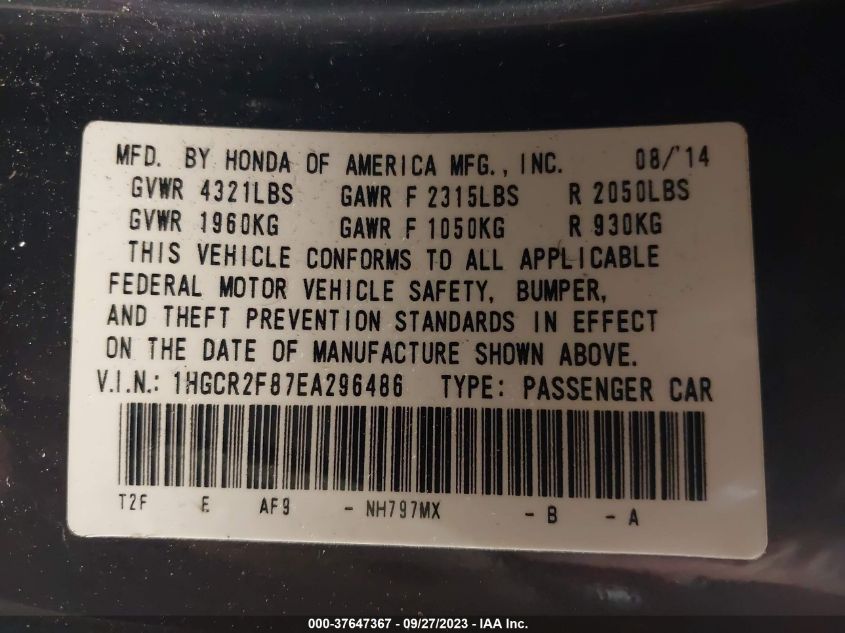 MFD. BY HONDA OF AMERICA MFG., INC. 08/'14
GVWR 4321LBS GAWR F 2315LBS R 2050LBS
GVWR 1960KG GAWR F 1050KG R 930KG
THIS VEHICLE CONFORMS TO ALL APPLICABLE
FEDERAL MOTOR VEHICLE SAFETY, BUMPER,
AND THEFT PREVENTION STANDARDS IN EFFECT
ON THE DATE OF MANUFACTURE SHOWN ABOVE.
V.I.N.: 1HGCR2F87EA296486 TYPE: PASSENGER CAR
T2F E AF9 - NH797MX - B - A
000-37647367 - 09/27/2023 - IAA Inc.